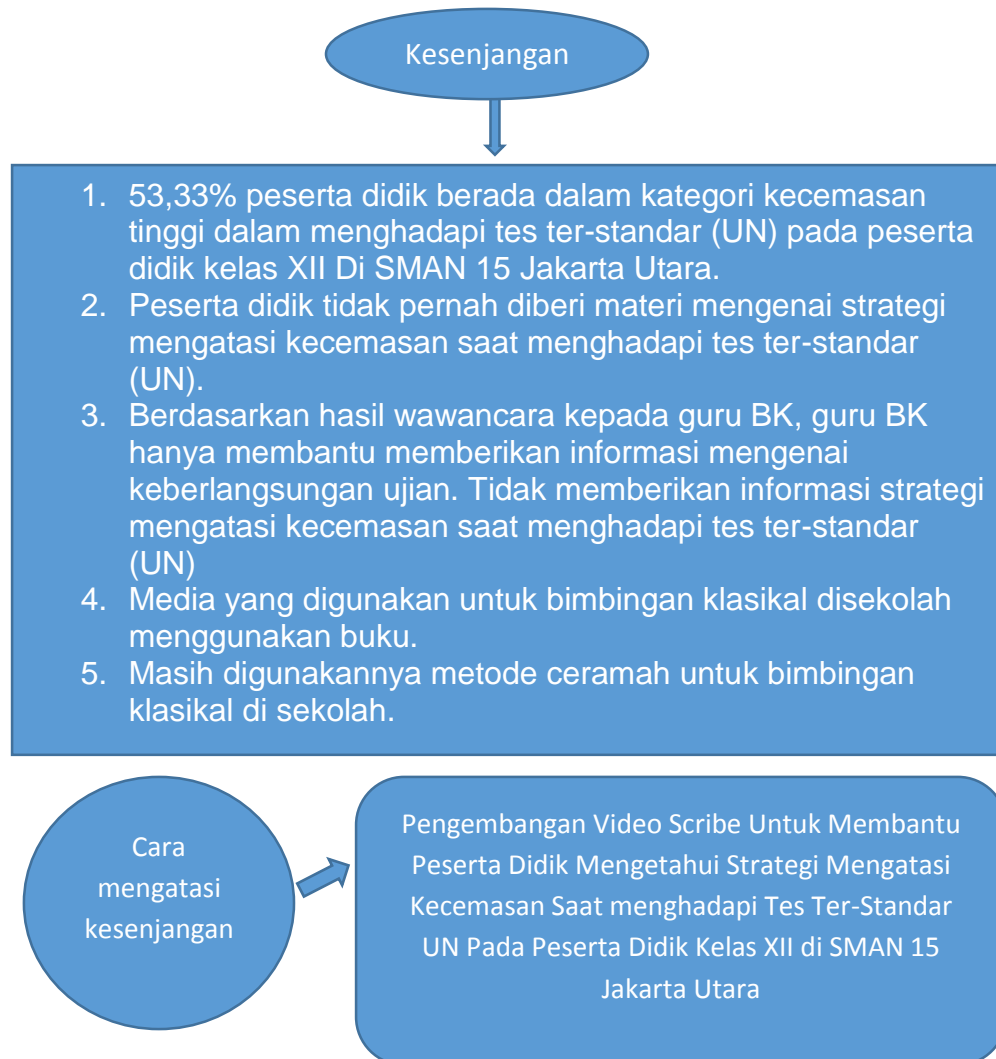 Kesenjangan
1. 53,33% peserta didik berada dalam kategori kecemasan
tinggi dalam menghadapi tes ter-standar (UN) pada peserta
didik kelas XII Di SMAN 15 Jakarta Utara.
2. Peserta didik tidak pernah diberi materi mengenai strategi
mengatasi kecemasan saat menghadapi tes ter-standar
(UN).
3. Berdasarkan hasil wawancara kepada guru BK, guru BK
hanya membantu memberikan informasi mengenai
keberlangsungan ujian. Tidak memberikan informasi strategi
mengatasi kecemasan saat menghadapi tes ter-standar
(UN)
4. Media yang digunakan untuk bimbingan klasikal disekolah
menggunakan buku.
5. Masih digunakannya metode ceramah untuk bimbingan
klasikal di sekolah.
Cara
mengatasi
kesenjangan
Pengembangan Video Scribe Untuk Membantu
Peserta Didik Mengetahui Strategi Mengatasi
Kecemasan Saat menghadapi Tes Ter-Standar
UN Pada Peserta Didik Kelas XII di SMAN 15
Jakarta Utara